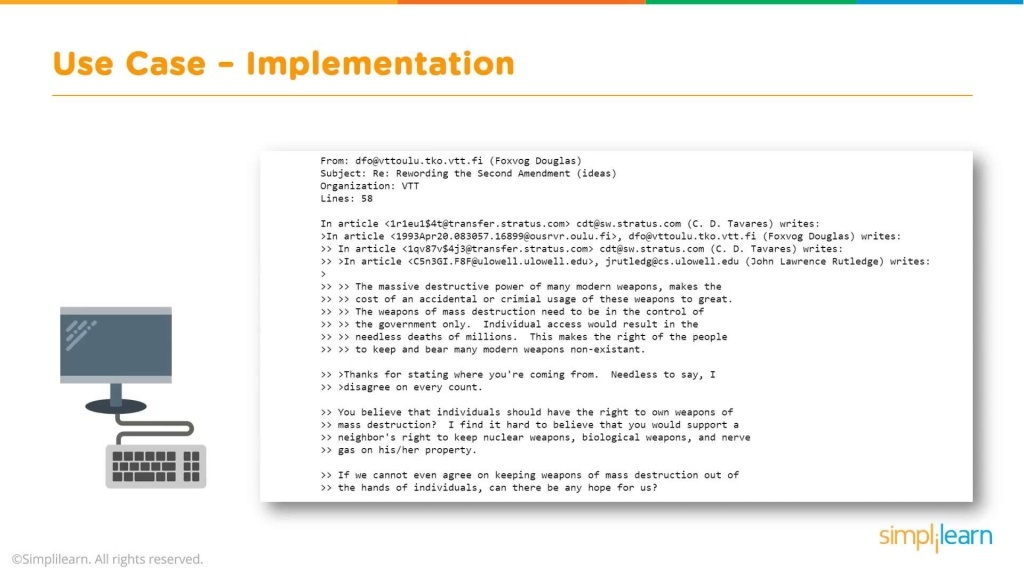 Use Case – Implementation
From: dfo@vttoulu.tko.vtt.fi (Foxvog Douglas)
Subject: Re: Rewording the Second Amendment (ideas)
Organization: VTT
Lines: 58
In article <1r1eu1$4t@transfer.stratus.com> cdt@sw.stratus.com (C. D. Tavares) writes:
>In article <1993Apr20.083057.16899@ousrvr.oulu.fi>, dfo@vttoulu.tko.vtt.fi (Foxvog Douglas) writes:
>> In article <1qv87v$4j3@transfer.stratus.com> cdt@sw.stratus.com (C. D. Tavares) writes:
>> >In article <C5n3GI.F8F@ulowell.ulowell.edu>, jrutledg@cs.ulowell.edu (John Lawrence Rutledge) writes:
>
>> >> The massive destructive power of many modern weapons, makes the
>> >> cost of an accidental or crimial usage of these weapons to great.
>> >> The weapons of mass destruction need to be in the control of
>> >> the government only.  Individual access would result in the
>> >> needless deaths of millions.  This makes the right of the people
>> >> to keep and bear many modern weapons non-existant.
>> >Thanks for stating where you're coming from.  Needless to say, I
>> >disagree on every count.
>> You believe that individuals should have the right to own weapons of
>> mass destruction?  I find it hard to believe that you would support a
>> neighbor's right to keep nuclear weapons, biological weapons, and nerve
>> gas on his/her property.
>> If we cannot even agree on keeping weapons of mass destruction out of
>> the hands of individuals, can there be any hope for us?
simplilearn
©Simplilearn. All rights reserved.